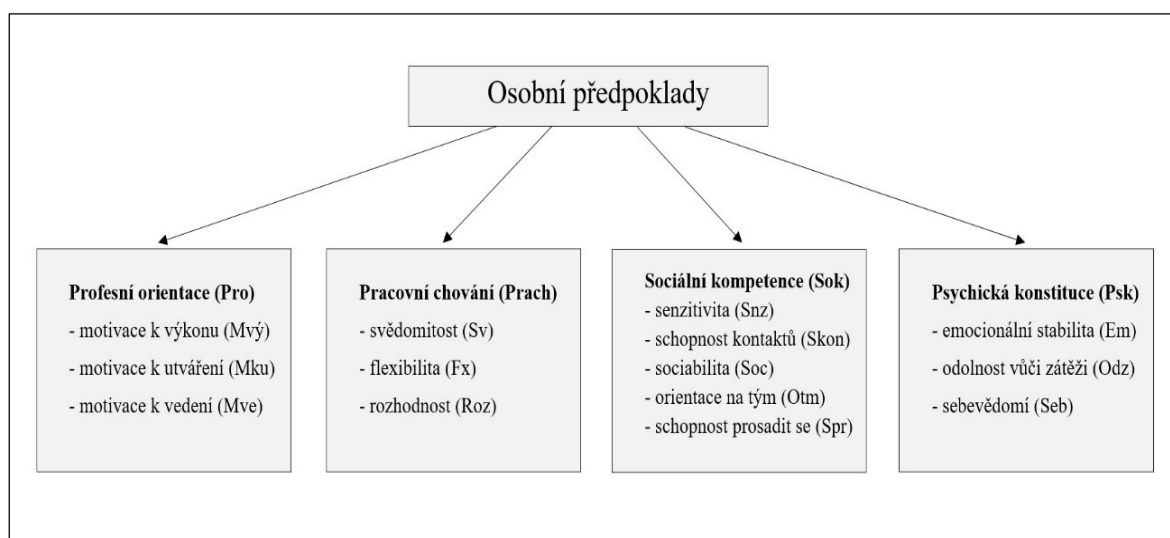 Osobní předpoklady
Profesní orientace (Pro)
- motivace k výkonu (Mvý)
- motivace k utváření (Mku)
- motivace k vedení (Mve)
Pracovní chování (Prach)
- svědomitost (Sv)
- flexibilita (Fx)
- rozhodnost (Roz)
Sociální kompetence (Sok)
- senzitivita (Snz)
- schopnost kontaktů (Skon)
- sociabilita (Soc)
- orientace na tým (Otm)
- schopnost prosadit se (Spr)
Psychická konstituce (Psk)
- emocionální stabilita (Em)
- odolnost vůči zátěži (Odz)
- sebevědomí (Seb)